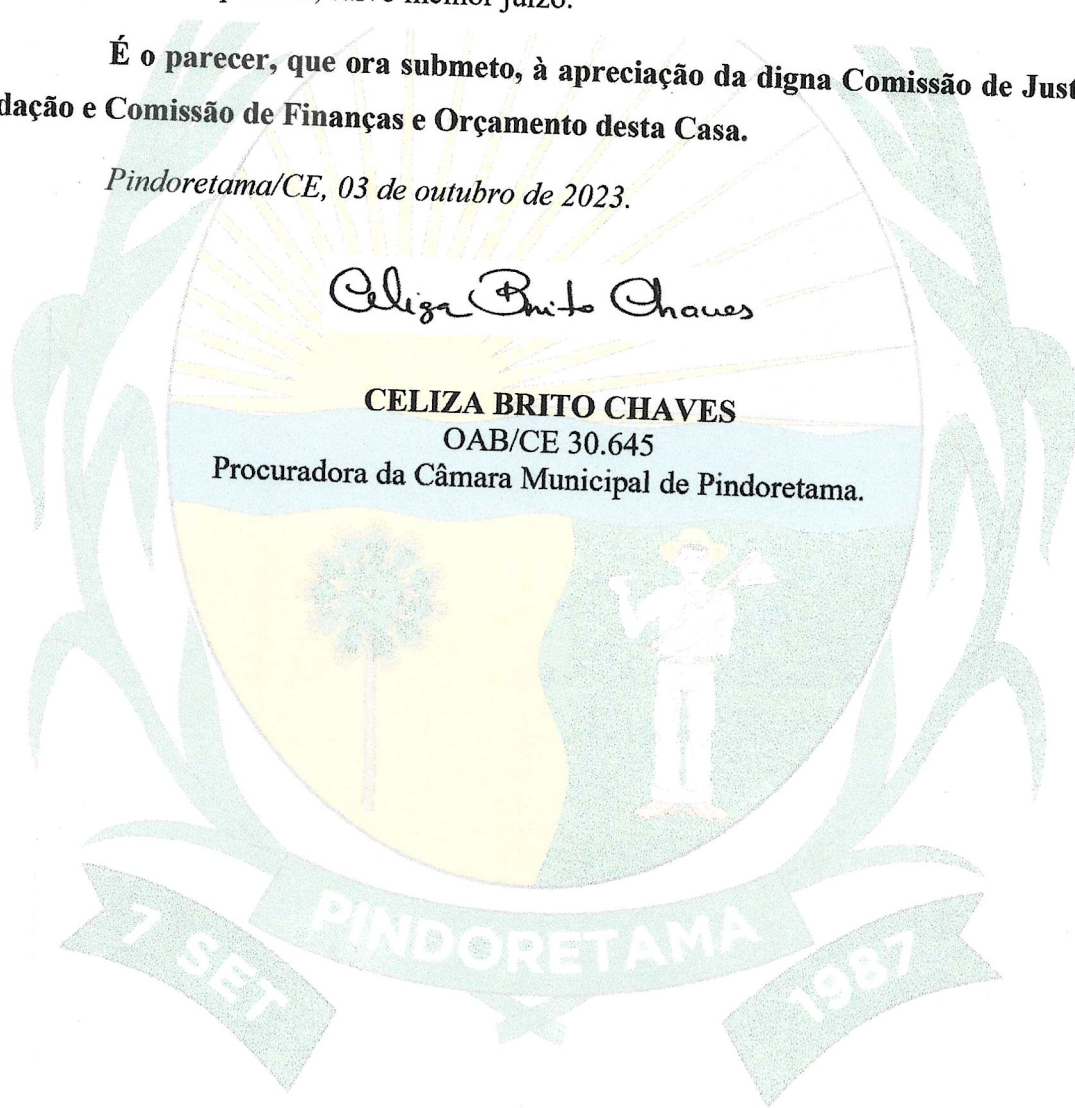 melhor juízo.
É o parecer, que ora submeto, à apreciação da digna Comissão de Just
dação e Comissão de Finanças e Orçamento desta Casa.
Pindoretama/CE, 03 de outubro de 2023.
Celiza Brito Chaves
CELIZA BRITO CHAVES
OAB/CE 30.645
Procuradora da Câmara Municipal de Pindoretama.
7 SET
PINDORETAMA
1987